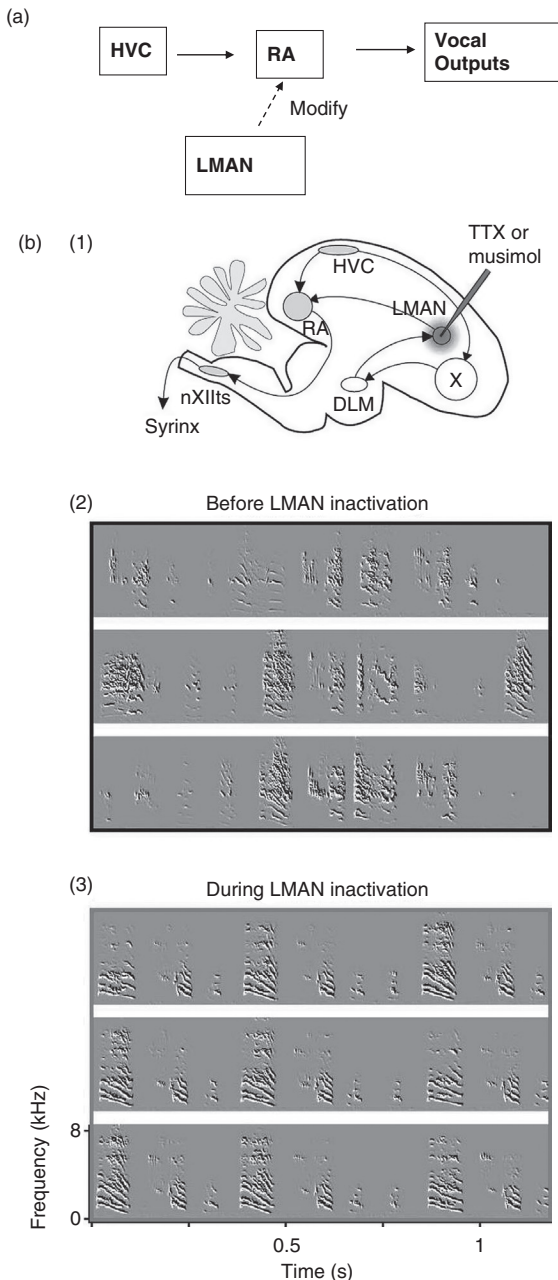 (a)
HVC
RA
Vocal
Outputs
Modify
LMAN
(b)
(1)
TTX or
musimol
HVC
LMAN
RA
X
DLM
nXIIts
Syrinx
(2)
Before LMAN inactivation
(3)
During LMAN inactivation
8
Frequency (kHz)
0
0.5
1
Time (s)